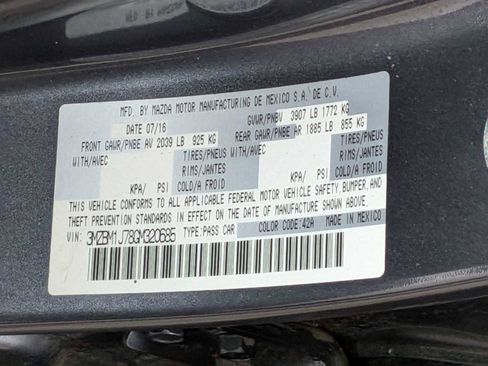 MFD. BY MAZDA MOTOR MANUFACTURING DE MEXICO S.A. DE C.V.
DATE 07/16 GVWR/PNBV 3907 LB 1772 KG
FRONT GAWR/PNBE AV 2039 LB 925 KG REAR GAWR/PNBE AR 1885 LB 855 KG
WITH/AVEC TIRES/PNEUS WITH/AVEC TIRES/PNEUS
RIMS/JANTES RIMS/JANTES
KPA/ PSI COLD/A FROID KPA/ PSI COLD/A FROID
THIS VEHICLE CONFORMS TO ALL APPLICABLE FEDERAL MOTOR VEHICLE SAFETY, BUMPER, AND
THEFT PREVENTION STANDARDS IN EFFECT ON THE DATE OF MANUFACTURE SHOWN ABOVE.
VIN: 3MZBM1J78GM320685 TYPE:PASS CAR COLOR:42A MADE IN MEXICO